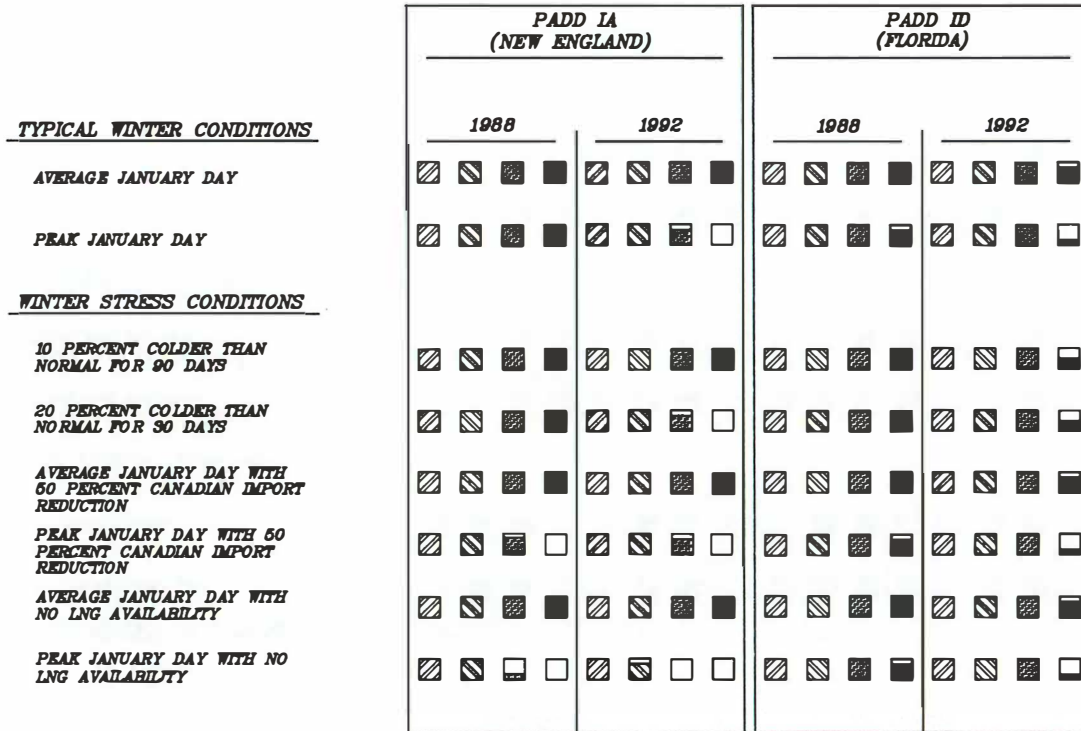 PADD IA
(NEW ENGLAND)
PADD ID
(FLORIDA)
TYPICAL WINTER CONDITIONS
1988
1992
1988
1992
AVERAGE JANUARY DAY
PEAK JANUARY DAY
WINTER STRESS CONDITIONS
10 PERCENT COLDER THAN
NORMAL FOR 90 DAYS
20 PERCENT COLDER THAN
NORMAL FOR 30 DAYS
AVERAGE JANUARY DAY WITH
50 PERCENT CANADIAN IMPORT
REDUCTION
PEAK JANUARY DAY WITH 50
PERCENT CANADIAN IMPORT
REDUCTION
AVERAGE JANUARY DAY WITH
NO LNG AVAILABILITY
PEAK JANUARY DAY WITH NO
LNG AVAILABILITY